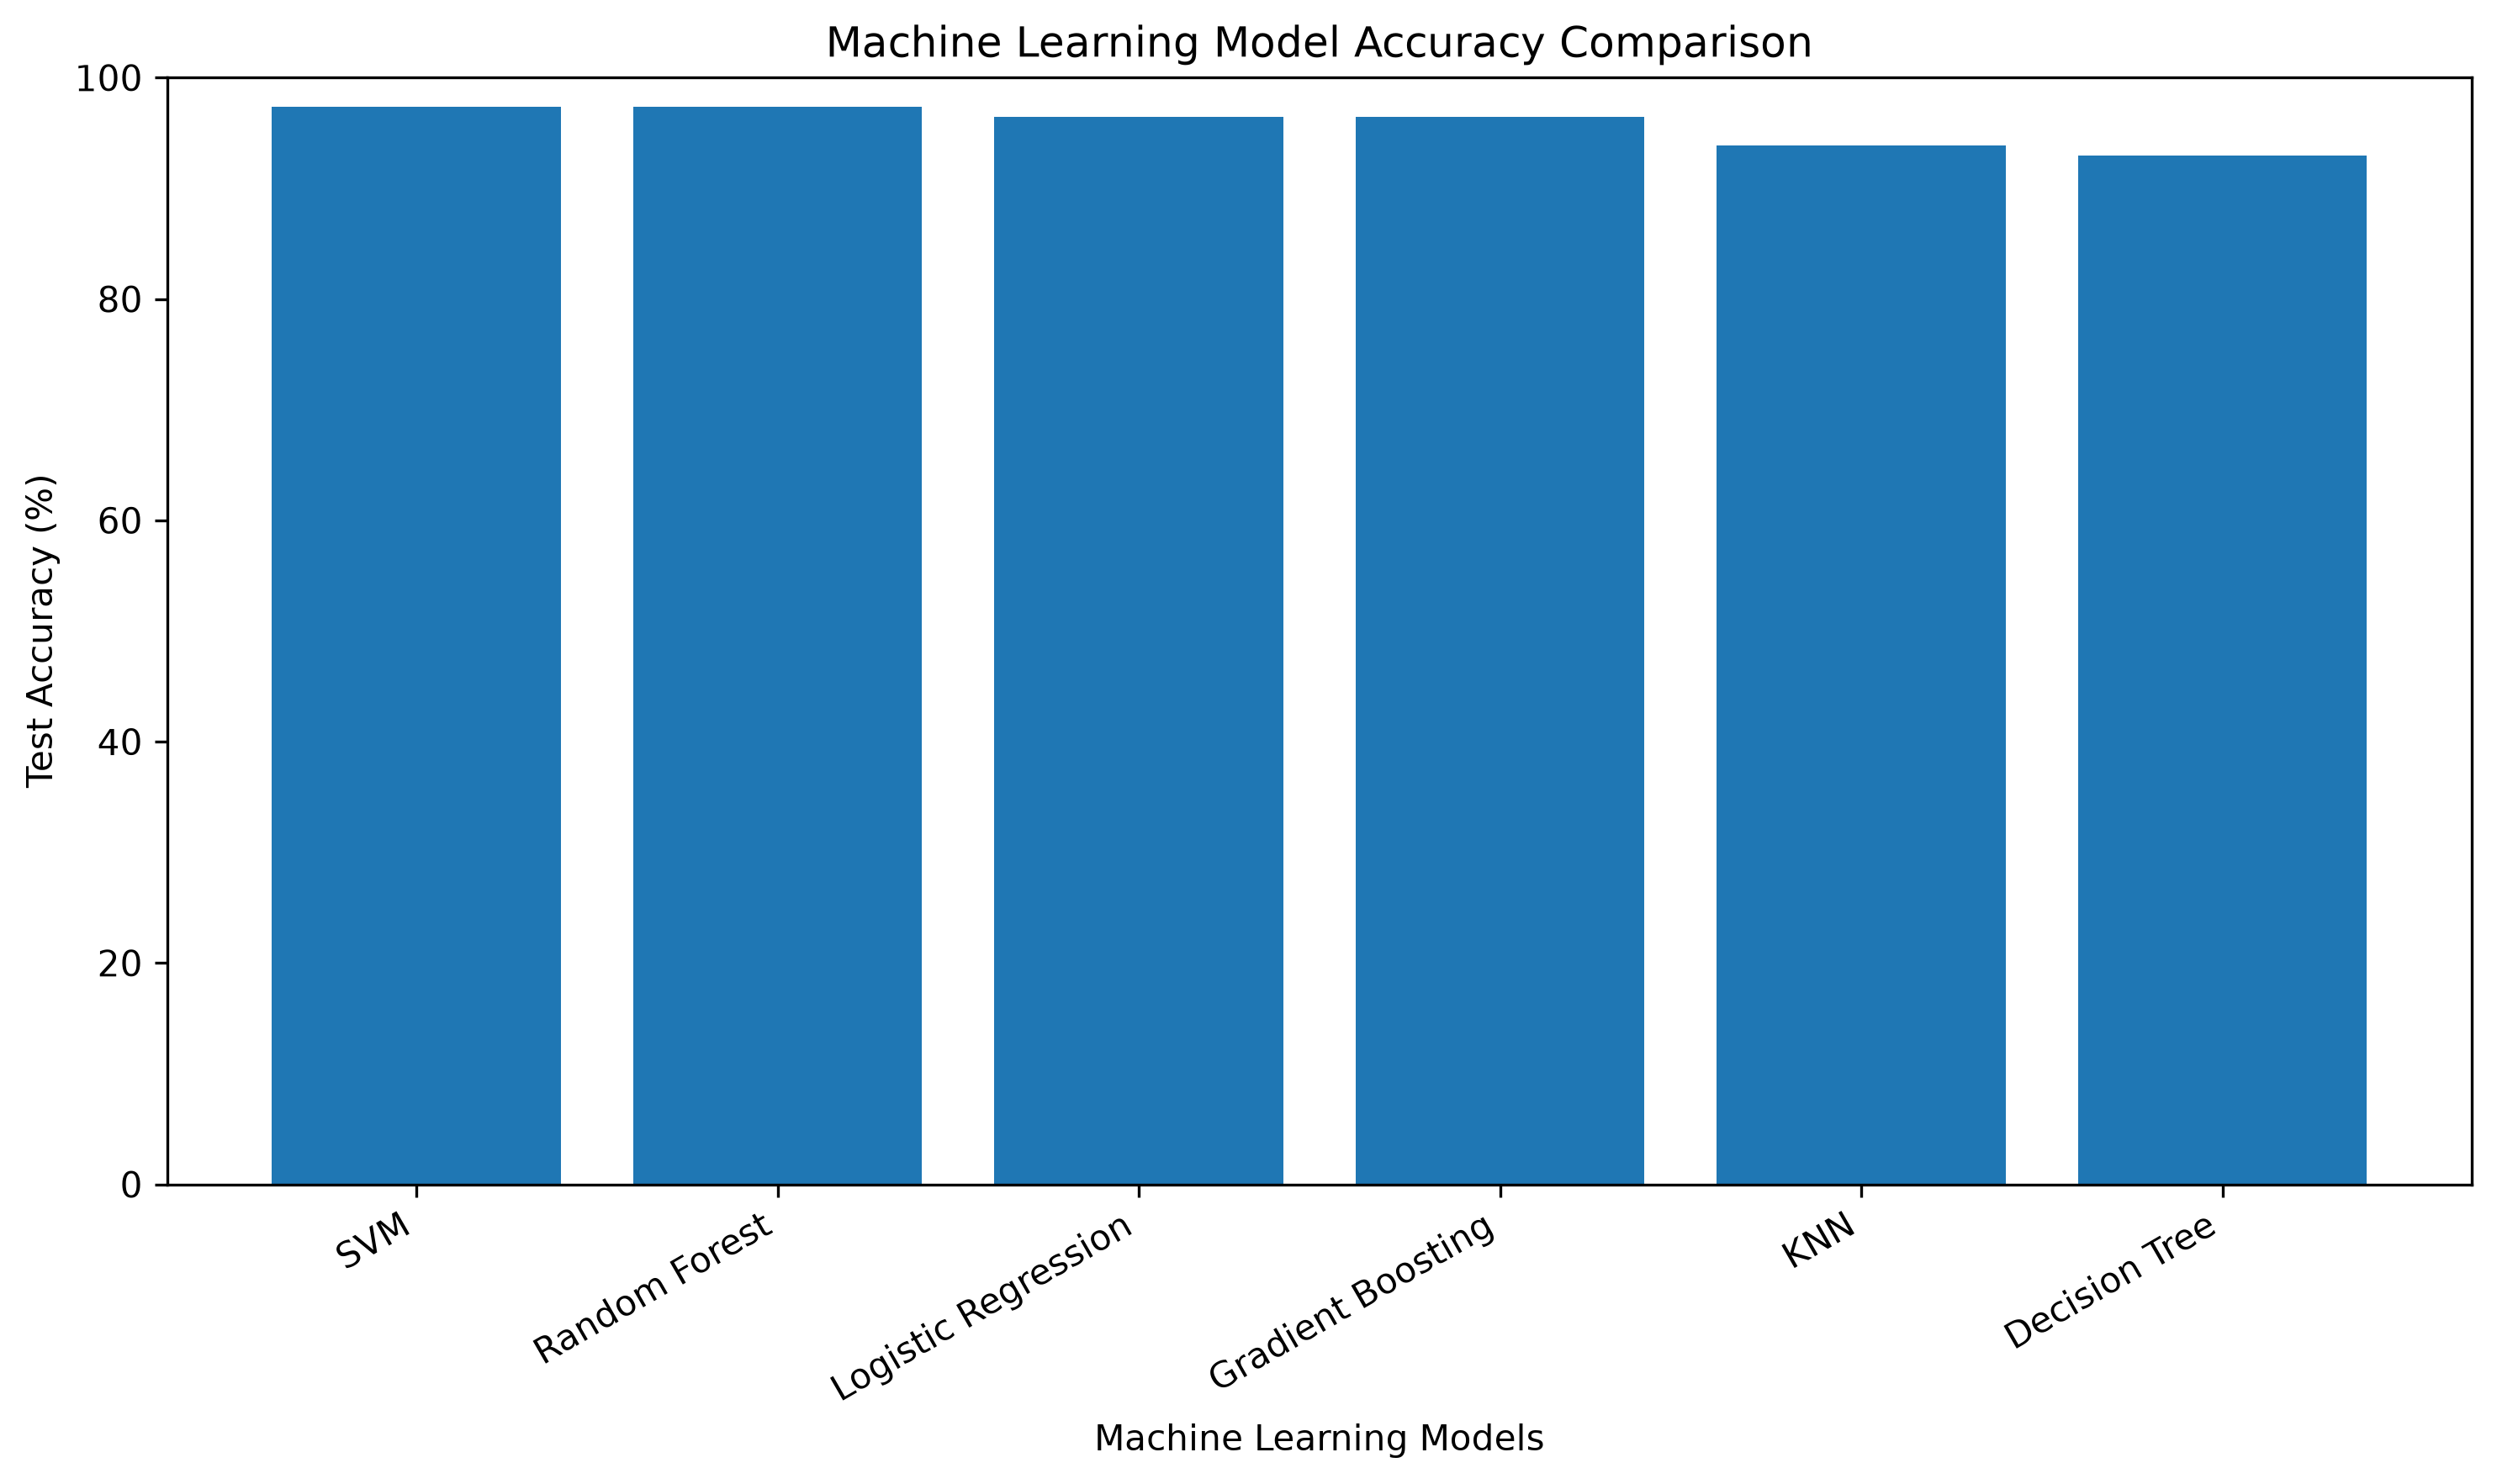 Machine Learning Model Accuracy Comparison
100
80
60
40
20
0
Test Accuracy (%)
SVM
Random Forest
Logistic Regression
Gradient Boosting
KNN
Decision Tree
Machine Learning Models